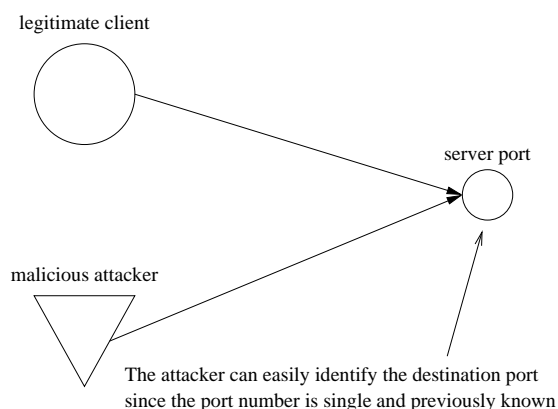 legitimate client
server port
malicious attacker
The attacker can easily identify the destination port
since the port number is single and previously known